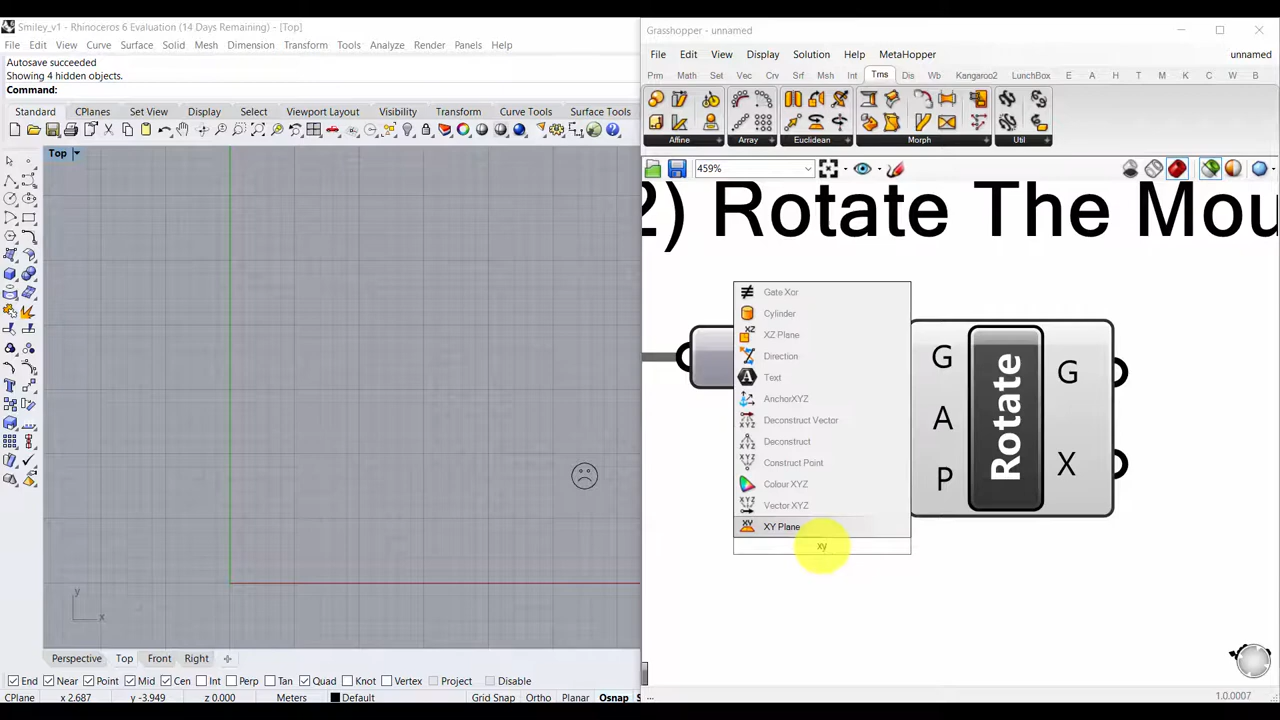 Smiley_v1 - Rhinoceros 6 Evaluation (14 Days Remaining) - [Top]
File Edit View Curve Surface Solid Mesh Dimension Transform Tools Analyze Render Panels Help
Autosave succeeded
Showing 4 hidden objects.
Command:
Standard CPlanes Set View Display Select Viewport Layout Visibility Transform Curve Tools Surface Tools
Top
y
x
Perspective Top Front Right
End Near Point Mid Cen Int Perp Tan Quad Knot Vertex Project Disable
CPlane x 2.687 y -3.949 z 0.000 Meters Default Grid Snap Ortho Planar Osnap
Grasshopper - unnamed
File Edit View Display Solution Help MetaHopper unnamed
Prm Math Set Vec Crv Srf Msh Int Trns Dis Wb Kangaroo2 LunchBox E A H T M K C W B
Affine Array Euclidean Morph Util
459%
2) Rotate The Mou
Gate Xor
Cylinder
XZ Plane
Direction
Text
AnchorXYZ
Deconstruct Vector
Deconstruct
Construct Point
Colour XYZ
Vector XYZ
XY Plane
xy
G
A
P
Rotate
G
X
...
1.0.0007